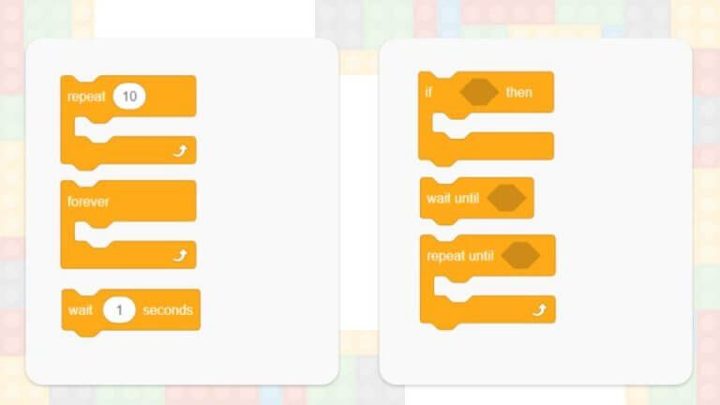 repeat 10
forever
wait 1 seconds
if then
wait until
repeat until